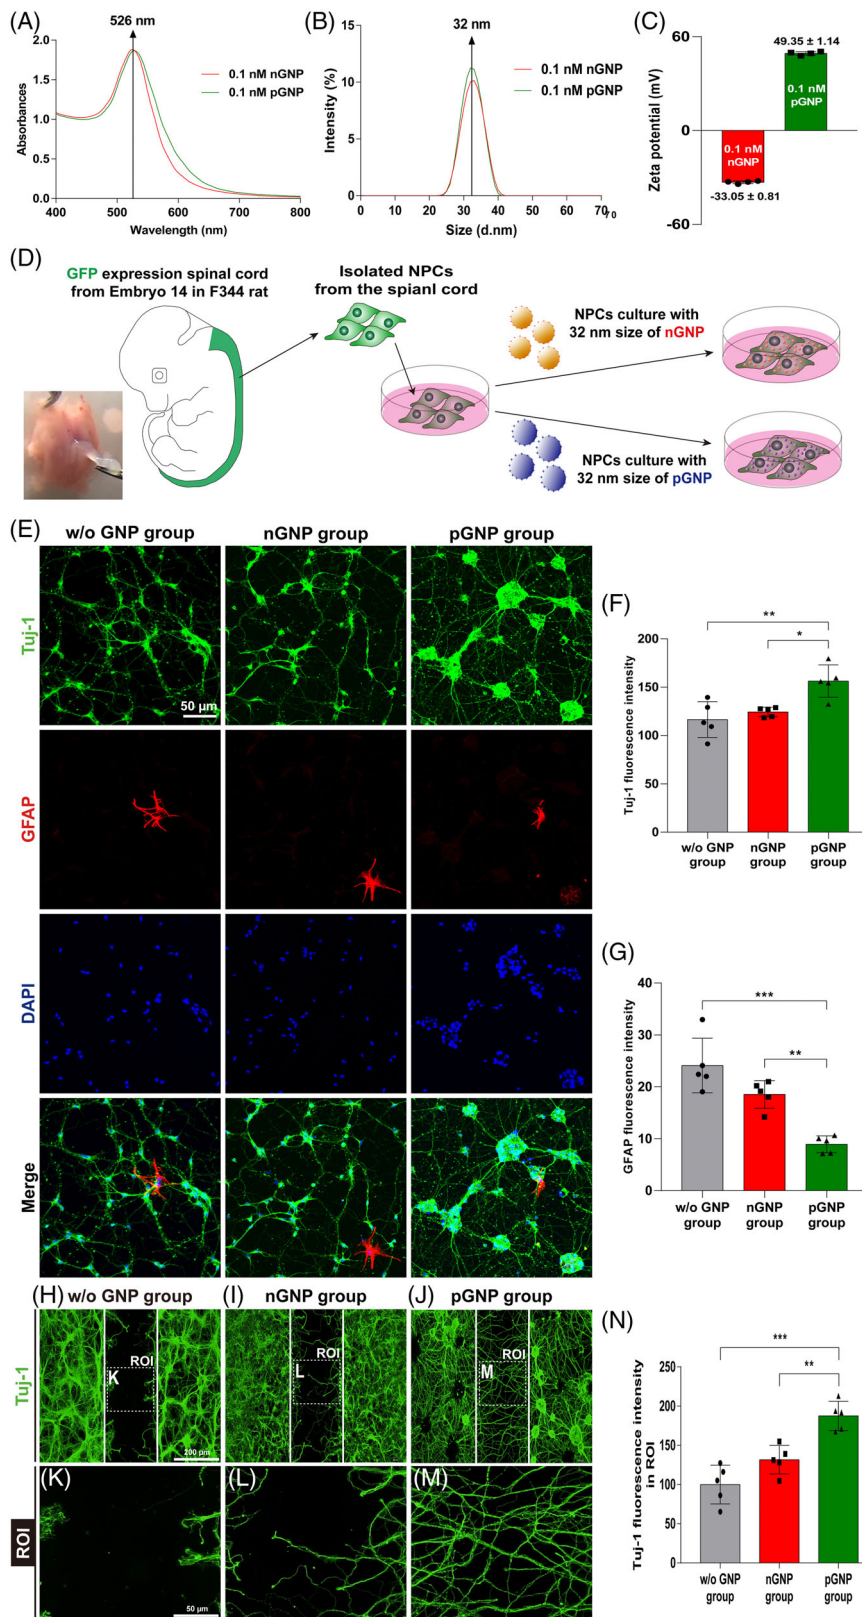 (A)
526 nm
Absorbances
2.0
1.5
1.0
0.5
0.0
400
500
600
700
800
Wavelength (nm)
0.1 nM nGNP
0.1 nM pGNP
(B)
32 nm
Intensity (%)
15
10
5
0
0
10
20
30
40
50
60
70
70
Size (d.nm)
0.1 nM nGNP
0.1 nM pGNP
(C)
Zeta potential (mV)
60
0
-60
49.35 ± 1.14
0.1 nM
pGNP
0.1 nM
nGNP
-33.05 ± 0.81
(D)
GFP expression spinal cord
from Embryo 14 in F344 rat
Isolated NPCs
from the spianl cord
NPCs culture with
32 nm size of nGNP
NPCs culture with
32 nm size of pGNP
(E)
w/o GNP group
nGNP group
pGNP group
Tuj-1
50 µm
GFAP
DAPI
Merge
(F)
Tuj-1 fluorescence intensity
200
150
100
50
0
**
*
w/o GNP
group
nGNP
group
pGNP
group
(G)
GFAP fluorescence intensity
40
30
20
10
0
***
**
w/o GNP
group
nGNP
group
pGNP
group
(H)
w/o GNP group
(I)
nGNP group
(J)
pGNP group
Tuj-1
ROI
K
200 µm
ROI
L
ROI
M
ROI
(K)
50 µm
(L)
(M)
(N)
Tuj-1 fluorescence intensity
in ROI
250
200
150
100
50
0
***
**
w/o GNP
group
nGNP
group
pGNP
group